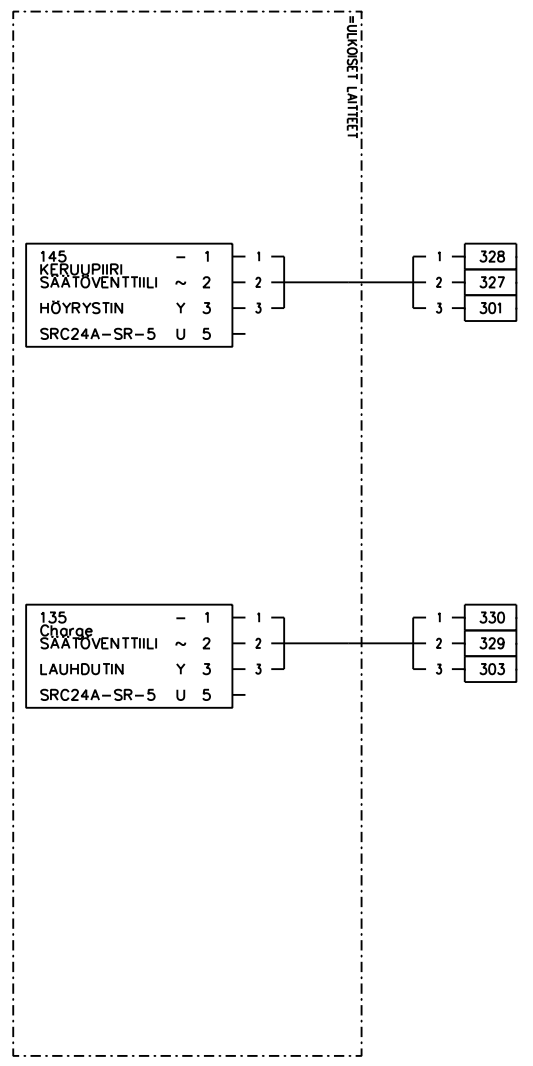 =ULKOISET LAITTEET
145 − 1 1 1 328
KERUUPIIRI
SÄÄTÖVENTTIILI ~ 2 2 2 327
HÖYRYSTIN Y 3 3 3 301
SRC24A-SR-5 U 5
135 − 1 1 1 330
Charge
SÄÄTÖVENTTIILI ~ 2 2 2 329
LAUHDUTIN Y 3 3 3 303
SRC24A-SR-5 U 5